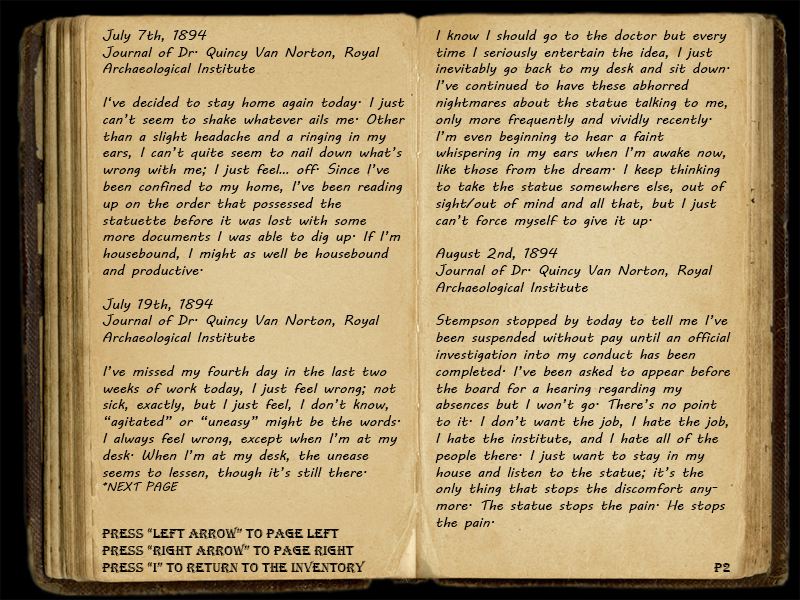 July 7th, 1894
Journal of Dr. Quincy Van Norton, Royal
Archaeological Institute
I've decided to stay home again today. I just
can't seem to shake whatever ails me. Other
than a slight headache and a ringing in my
ears, I can't quite seem to nail down what's
wrong with me; I just feel... off. Since I've
been confined to my home, I've been reading
up on the order that possessed the
statuette before it was lost with some
more documents I was able to dig up. If I'm
housebound, I might as well be housebound
and productive.
July 19th, 1894
Journal of Dr. Quincy Van Norton, Royal
Archaeological Institute
I've missed my fourth day in the last two
weeks of work today, I just feel wrong; not
sick, exactly, but I just feel, I don't know,
"agitated" or "uneasy" might be the words.
I always feel wrong, except when I'm at my
desk. When I'm at my desk, the unease
seems to lessen, though it's still there.
*NEXT PAGE
PRESS "LEFT ARROW" TO PAGE LEFT
PRESS "RIGHT ARROW" TO PAGE RIGHT
PRESS "I" TO RETURN TO THE INVENTORY
I know I should go to the doctor but every
time I seriously entertain the idea, I just
inevitably go back to my desk and sit down.
I've continued to have these abhorred
nightmares about the statue talking to me,
only more frequently and vividly recently.
I'm even beginning to hear a faint
whispering in my ears when I'm awake now,
like those from the dream. I keep thinking
to take the statue somewhere else, out of
sight/out of mind and all that, but I just
can't force myself to give it up.
August 2nd, 1894
Journal of Dr. Quincy Van Norton, Royal
Archaeological Institute
Stempson stopped by today to tell me I've
been suspended without pay until an official
investigation into my conduct has been
completed. I've been asked to appear before
the board for a hearing regarding my
absences but I won't go. There's no point
to it. I don't want the job, I hate the job,
I hate the institute, and I hate all of the
people there. I just want to stay in my
house and listen to the statue; it's the
only thing that stops the discomfort any-
more. The statue stops the pain. He stops
the pain.
P2